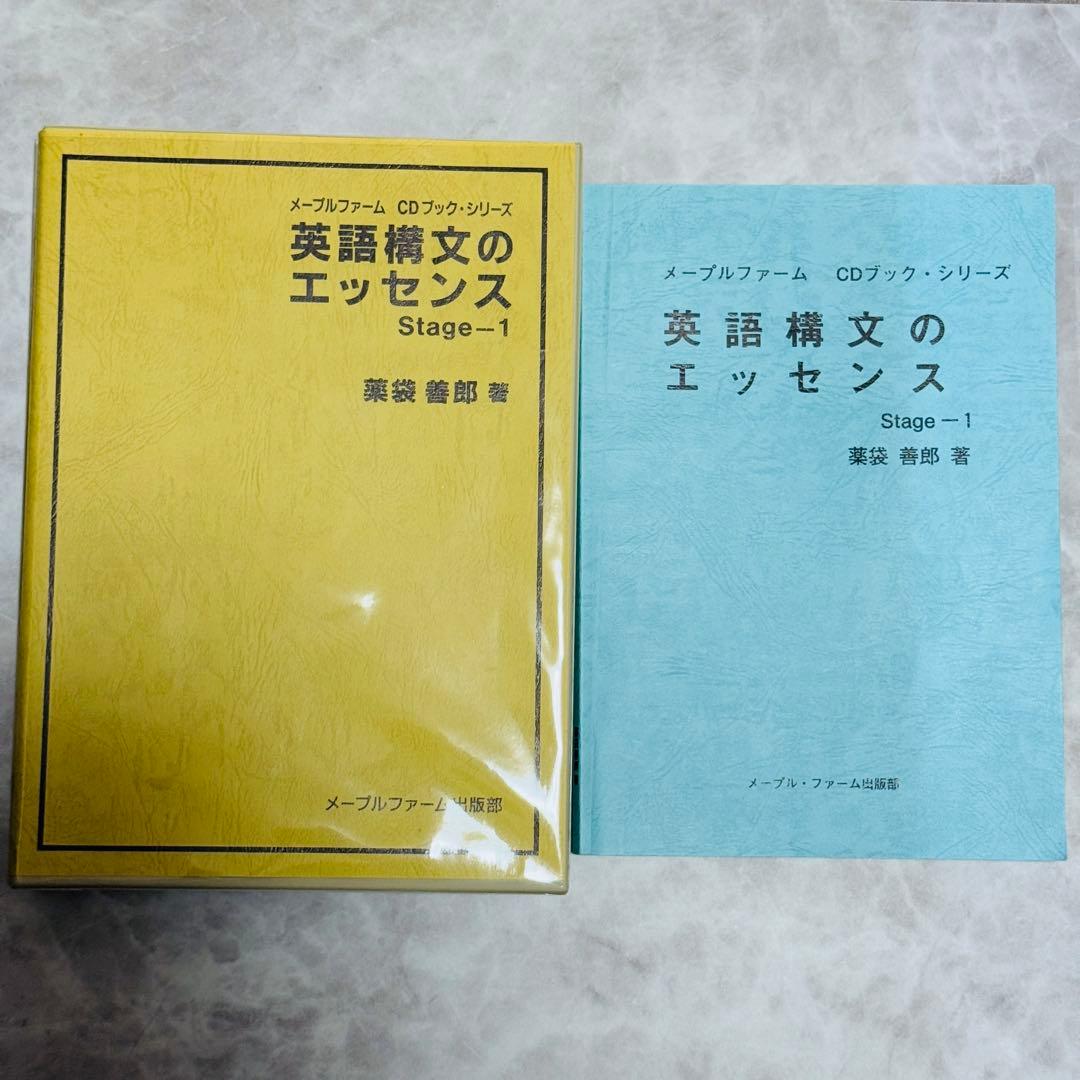 メープルファーム CDブック・シリーズ
英語構文の
エッセンス
Stage－1
薬袋 善郎 著
メープルファーム出版部
メープルファーム CDブック・シリーズ
英語構文の
エッセンス
Stage－1
薬袋 善郎 著
メープル・ファーム出版部